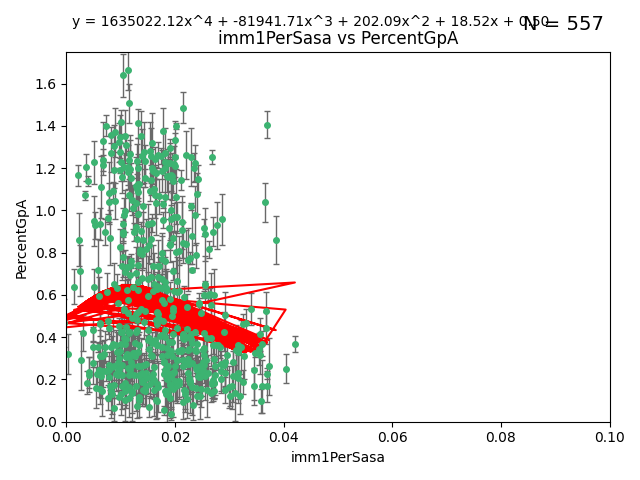 y = 1635022.12x^4 + -81941.71x^3 + 202.09x^2 + 18.52x + 0.50
N = 557
imm1PerSasa vs PercentGpA
PercentGpA
1.6
1.4
1.2
1.0
0.8
0.6
0.4
0.2
0.0
0.00 0.02 0.04 0.06 0.08 0.10
imm1PerSasa